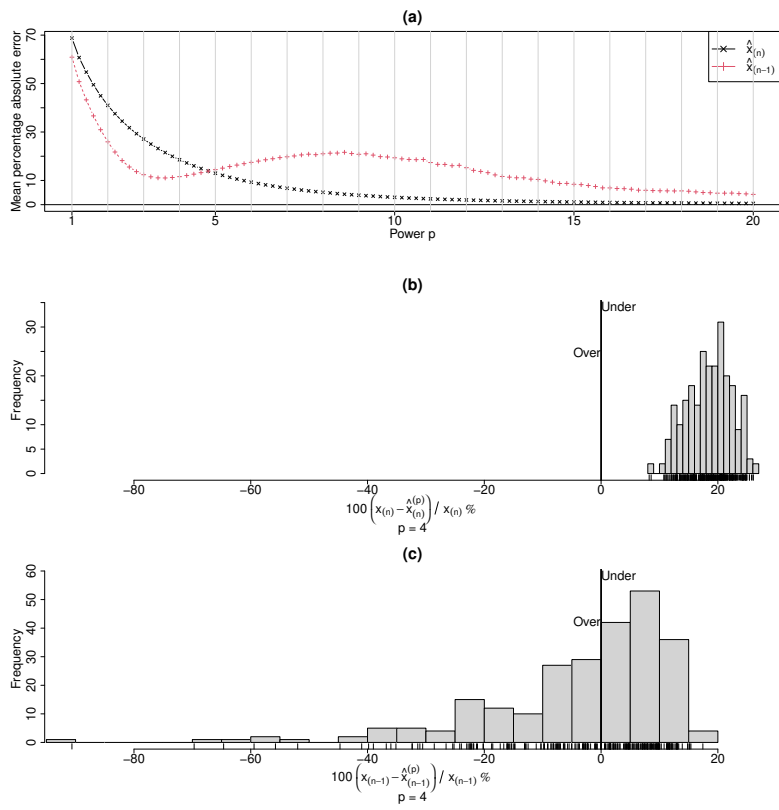 (a)
Mean percentage absolute error
0 10 30 50 70
x̂(n)
x̂(n−1)
1 5 10 15 20
Power p
(b)
Frequency
0 5 10 20 30
Under
Over
−80 −60 −40 −20 0 20
100 (x(n) − x̂(n)^(p)) / x(n) %
p = 4
(c)
Frequency
0 10 20 30 40 50 60
Under
Over
−80 −60 −40 −20 0 20
100 (x(n−1) − x̂(n−1)^(p)) / x(n−1) %
p = 4